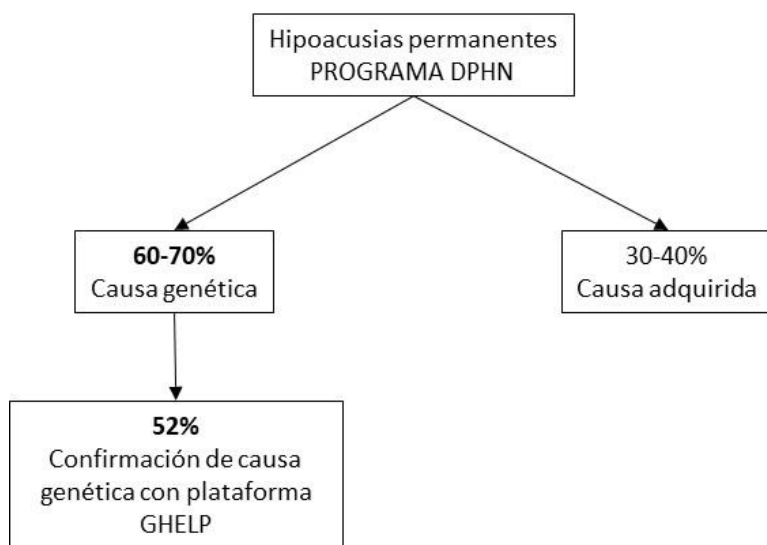 Hipoacusias permanentes
PROGRAMA DPHN
60-70%
Causa genética
30-40%
Causa adquirida
52%
Confirmación de causa
genética con plataforma
GHELP